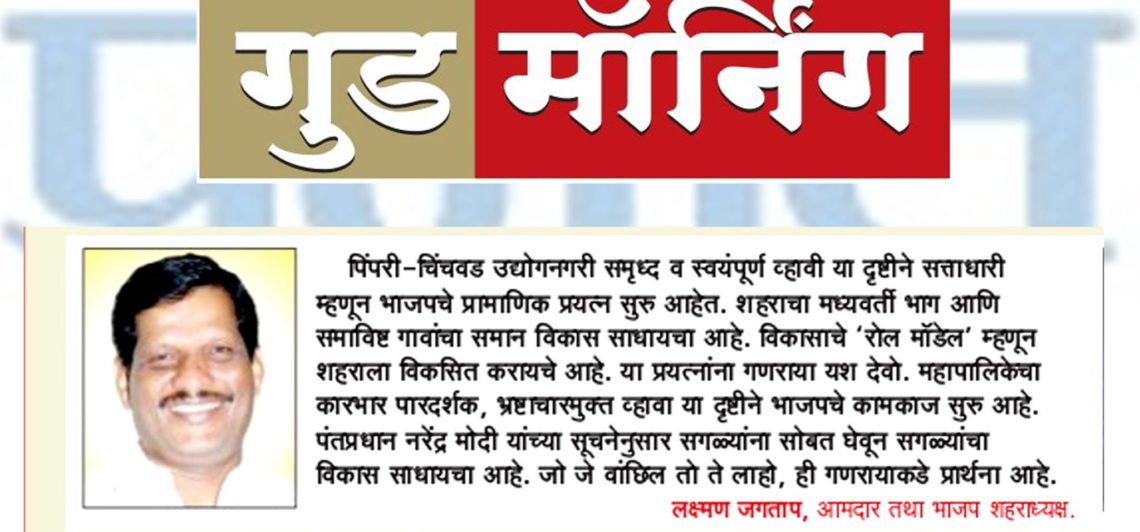 गुड मॉर्निंग
पिंपरी-चिंचवड उद्योगनगरी समृध्द व स्वयंपूर्ण व्हावी या दृष्टीने सत्ताधारी
म्हणून भाजपचे प्रामाणिक प्रयत्न सुरु आहेत. शहराचा मध्यवर्ती भाग आणि
समाविष्ट गावांचा समान विकास साधायचा आहे. विकासाचे 'रोल मॉडेल' म्हणून
शहराला विकसित करायचे आहे. या प्रयत्नांना गणराया यश देवो. महापालिकेचा
कारभार पारदर्शक, भ्रष्टाचारमुक्त व्हावा या दृष्टीने भाजपचे कामकाज सुरु आहे.
पंतप्रधान नरेंद्र मोदी यांच्या सूचनेनुसार सगळ्यांना सोबत घेवून सगळ्यांचा
विकास साधायचा आहे. जो जे वांछिल तो ते लाहो, ही गणरायाकडे प्रार्थना आहे.
लक्ष्मण जगताप, आमदार तथा भाजप शहराध्यक्ष.